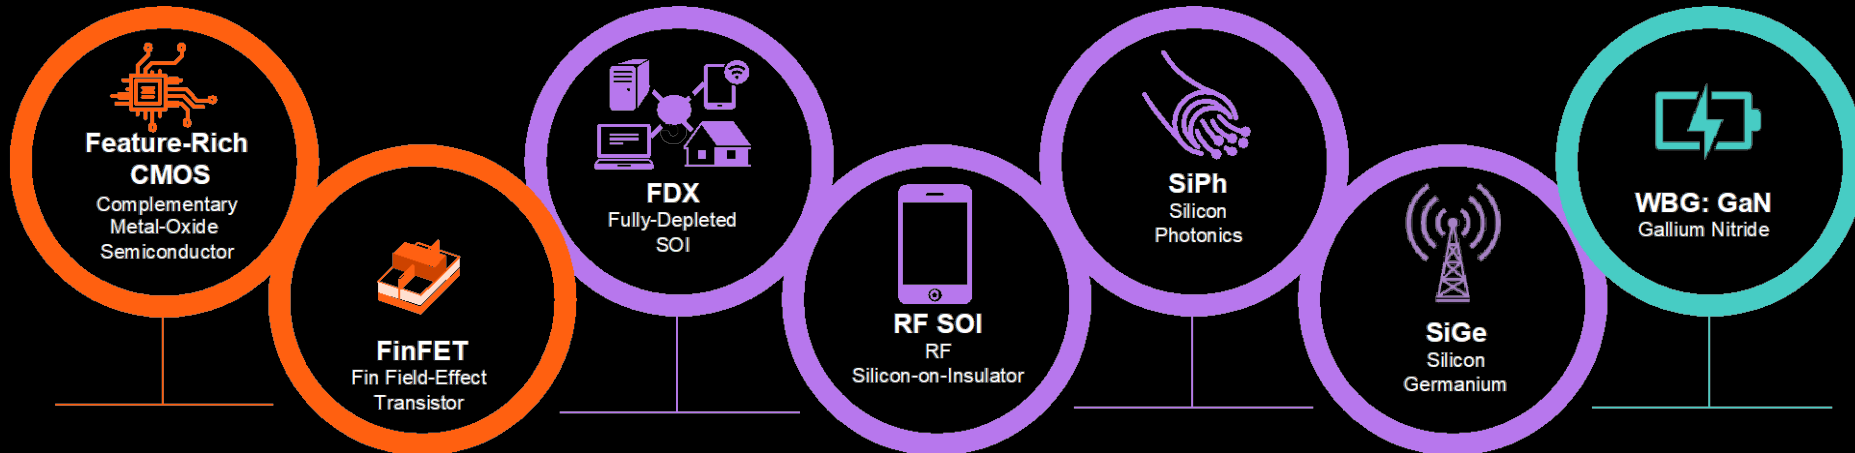 Feature-Rich
CMOS
Complementary
Metal-Oxide
Semiconductor
FinFET
Fin Field-Effect
Transistor
FDX
Fully-Depleted
SOI
RF SOI
RF
Silicon-on-Insulator
SiPh
Silicon
Photonics
SiGe
Silicon
Germanium
WBG: GaN
Gallium Nitride